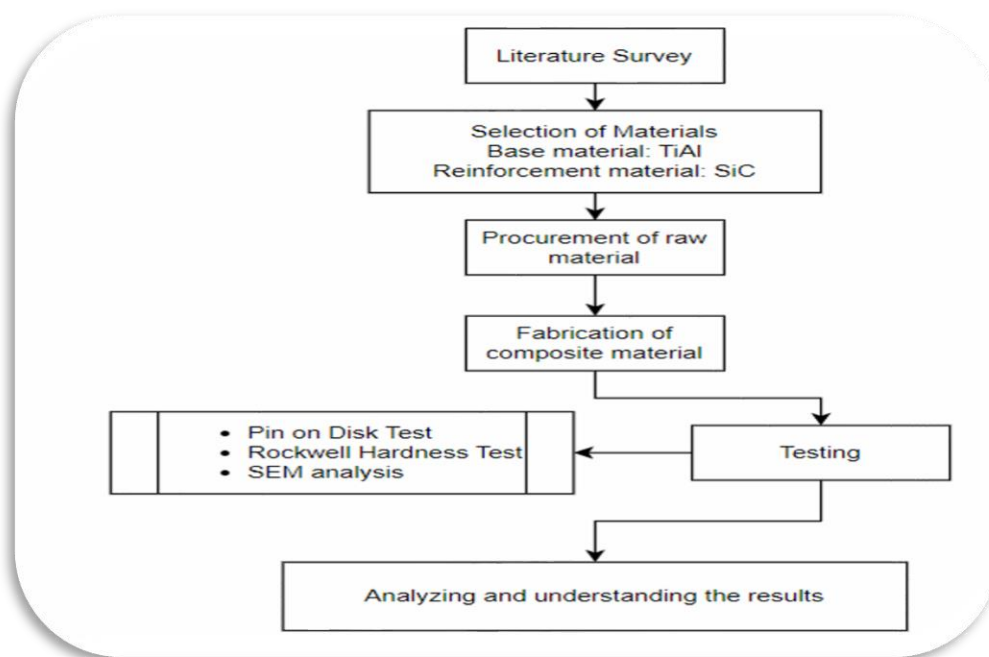 Literature Survey
Selection of Materials
Base material: TiAl
Reinforcement material: SiC
Procurement of raw
material
Fabrication of
composite material
Testing
• Pin on Disk Test
• Rockwell Hardness Test
• SEM analysis
Analyzing and understanding the results